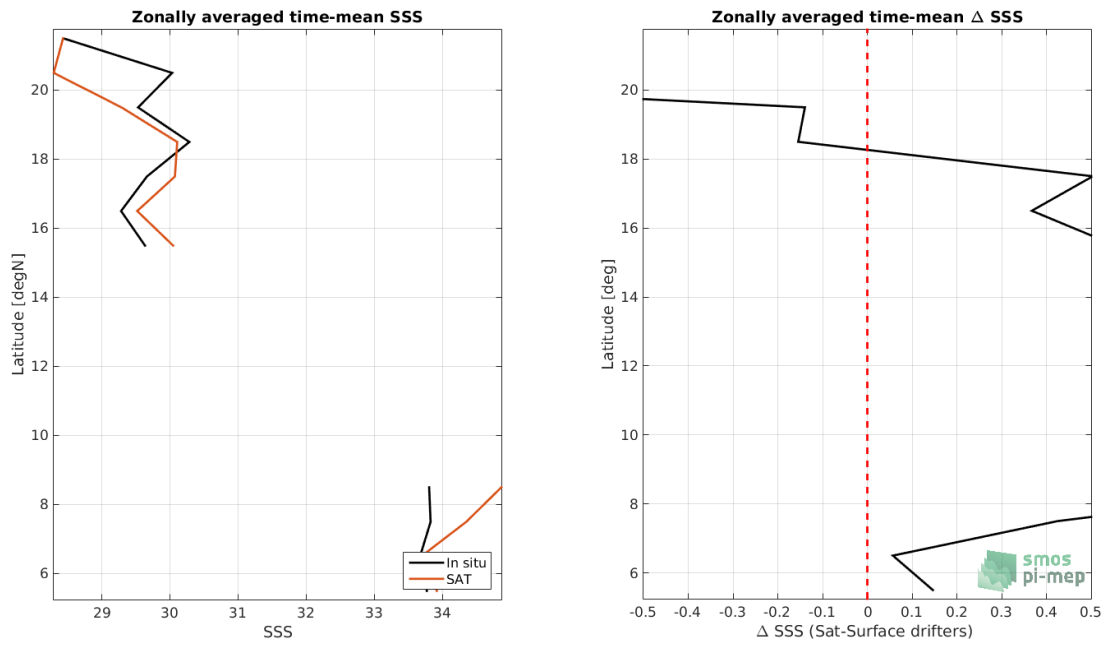 Zonally averaged time-mean SSS
20
18
16
14
12
10
8
6
Latitude [degN]
29 30 31 32 33 34
SSS
In situ
SAT
Zonally averaged time-mean Δ SSS
20
18
16
14
12
10
8
6
Latitude [deg]
-0.5 -0.4 -0.3 -0.2 -0.1 0 0.1 0.2 0.3 0.4 0.5
Δ SSS (Sat-Surface drifters)
smos
pi-mep